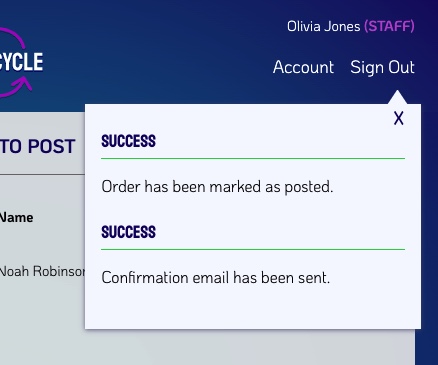 Olivia Jones (STAFF)
CYCLE
Account Sign Out
X
TO POST
SUCCESS
Order has been marked as posted.
Name
SUCCESS
Noah Robinson
Confirmation email has been sent.